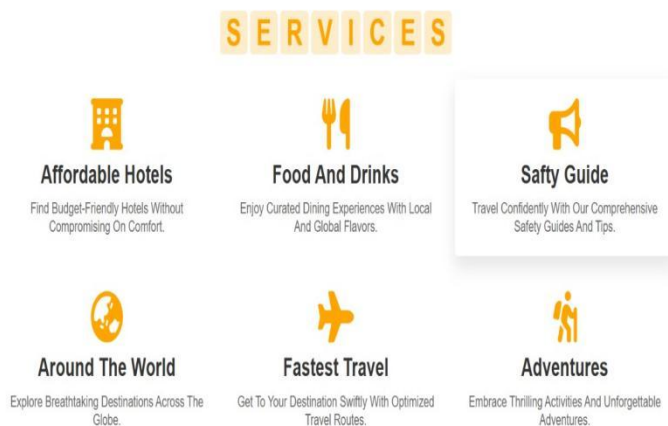 SERVICES
Affordable Hotels
Find Budget-Friendly Hotels Without
Compromising On Comfort.
Food And Drinks
Enjoy Curated Dining Experiences With Local
And Global Flavors.
Safty Guide
Travel Confidently With Our Comprehensive
Safety Guides And Tips.
Around The World
Explore Breathtaking Destinations Across The
Globe.
Fastest Travel
Get To Your Destination Swiftly With Optimized
Travel Routes.
Adventures
Embrace Thrilling Activities And Unforgettable
Adventures.